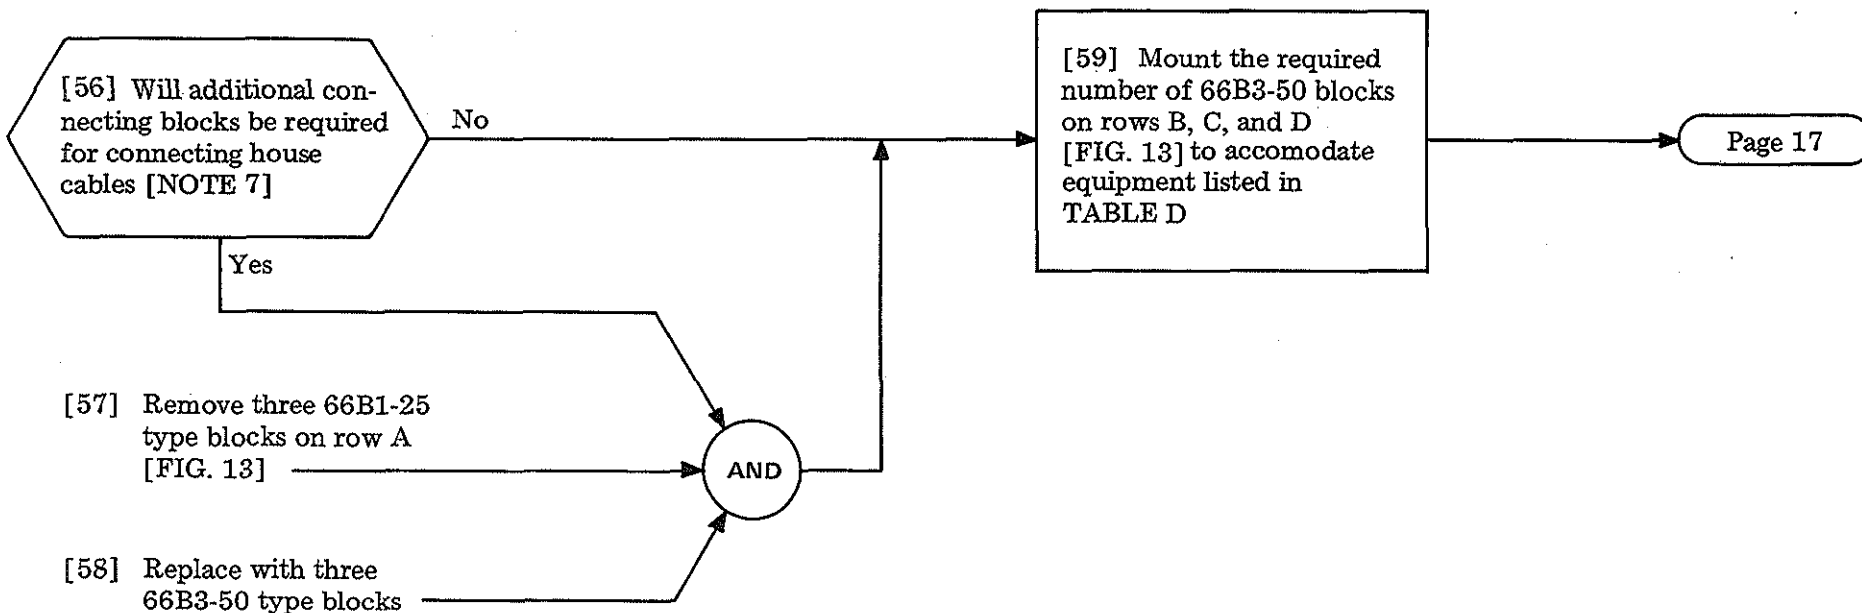 [56] Will additional con-
necting blocks be required
for connecting house
cables [NOTE 7]
No
Yes
[57] Remove three 66B1-25
type blocks on row A
[FIG. 13]
AND
[58] Replace with three
66B3-50 type blocks
[59] Mount the required
number of 66B3-50 blocks
on rows B, C, and D
[FIG. 13] to accomodate
equipment listed in
TABLE D
Page 17